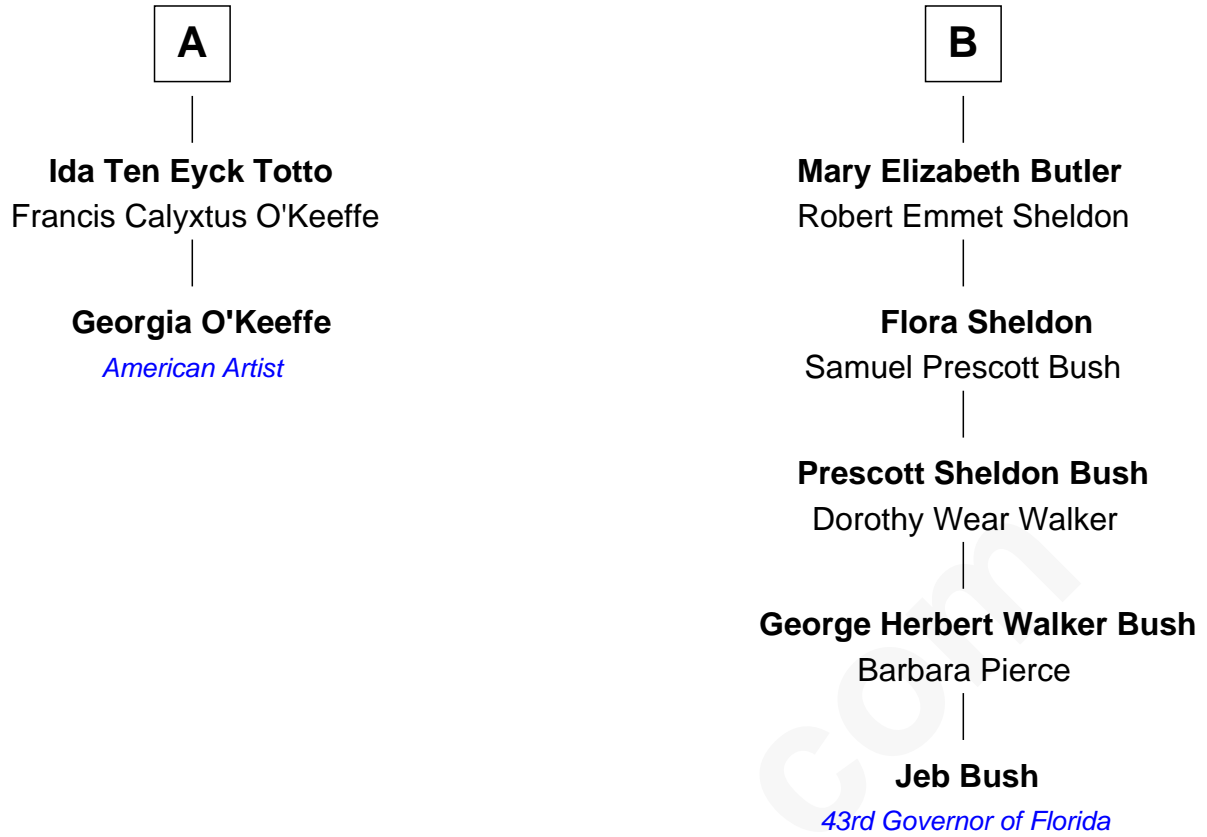 A
Ida Ten Eyck Totto
Francis Calyxtus O'Keeffe
Georgia O'Keeffe
American Artist
B
Mary Elizabeth Butler
Robert Emmet Sheldon
Flora Sheldon
Samuel Prescott Bush
Prescott Sheldon Bush
Dorothy Wear Walker
George Herbert Walker Bush
Barbara Pierce
Jeb Bush
43rd Governor of Florida
com